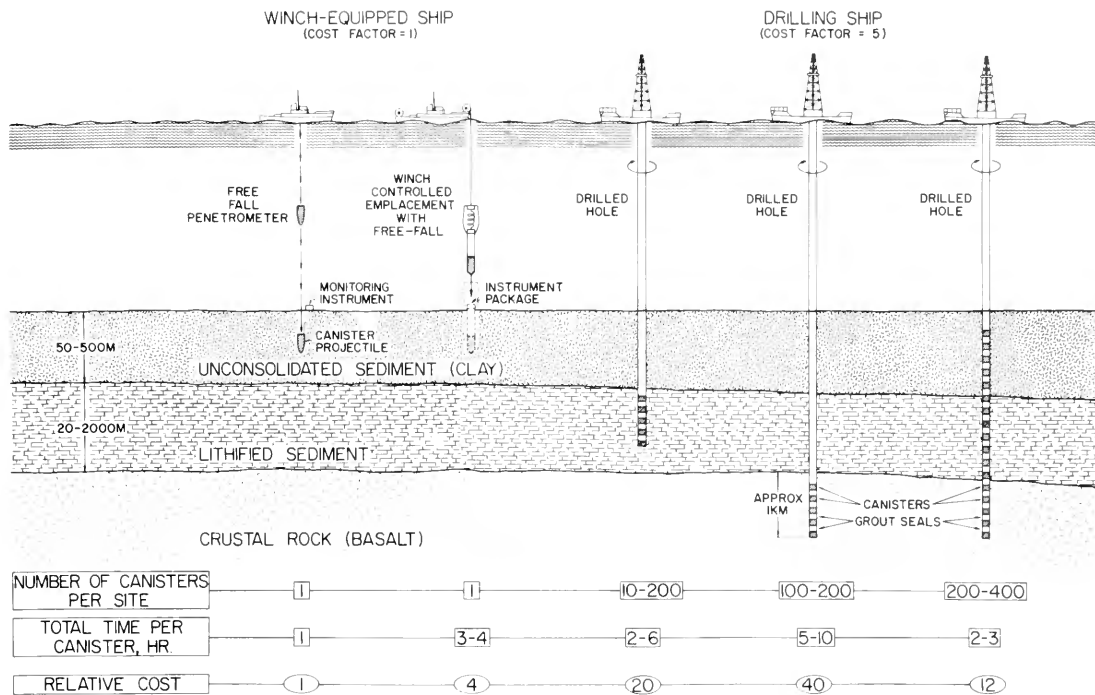 WINCH-EQUIPPED SHIP
(COST FACTOR = 1)
DRILLING SHIP
(COST FACTOR = 5)
FREE
FALL
PENETROMETER
WINCH
CONTROLLED
EMPLACEMENT
WITH
FREE-FALL
DRILLED
HOLE
DRILLED
HOLE
DRILLED
HOLE
MONITORING
INSTRUMENT
INSTRUMENT
PACKAGE
CANISTER
PROJECTILE
50-500M
UNCONSOLIDATED SEDIMENT (CLAY)
20-2000M
LITHIFIED SEDIMENT
APPROX
1KM
CANISTERS
GROUT SEALS
CRUSTAL ROCK (BASALT)
NUMBER OF CANISTERS
PER SITE
1 1 10-200 100-200 200-400
TOTAL TIME PER
CANISTER, HR.
1 3-4 2-6 5-10 2-3
RELATIVE COST 1 4 20 40 12